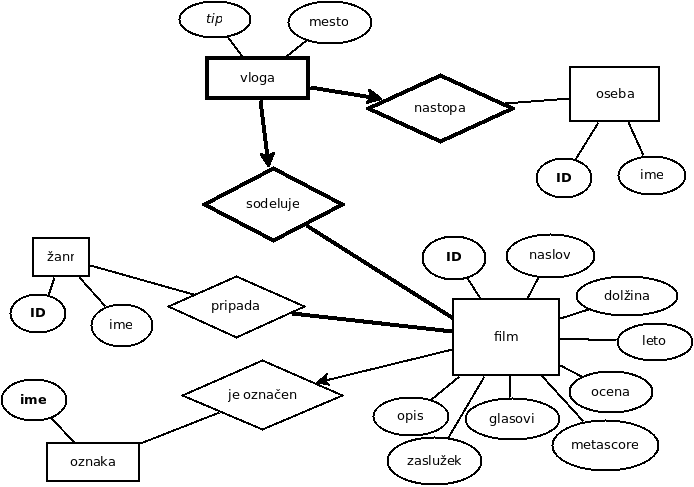 tip
mesto
vloga
nastopa
oseba
ID
ime
sodeluje
žanr
ID
ime
pripada
ID
naslov
dolžina
leto
film
ocena
opis
glasovi
metascore
zaslužek
je označen
ime
oznaka